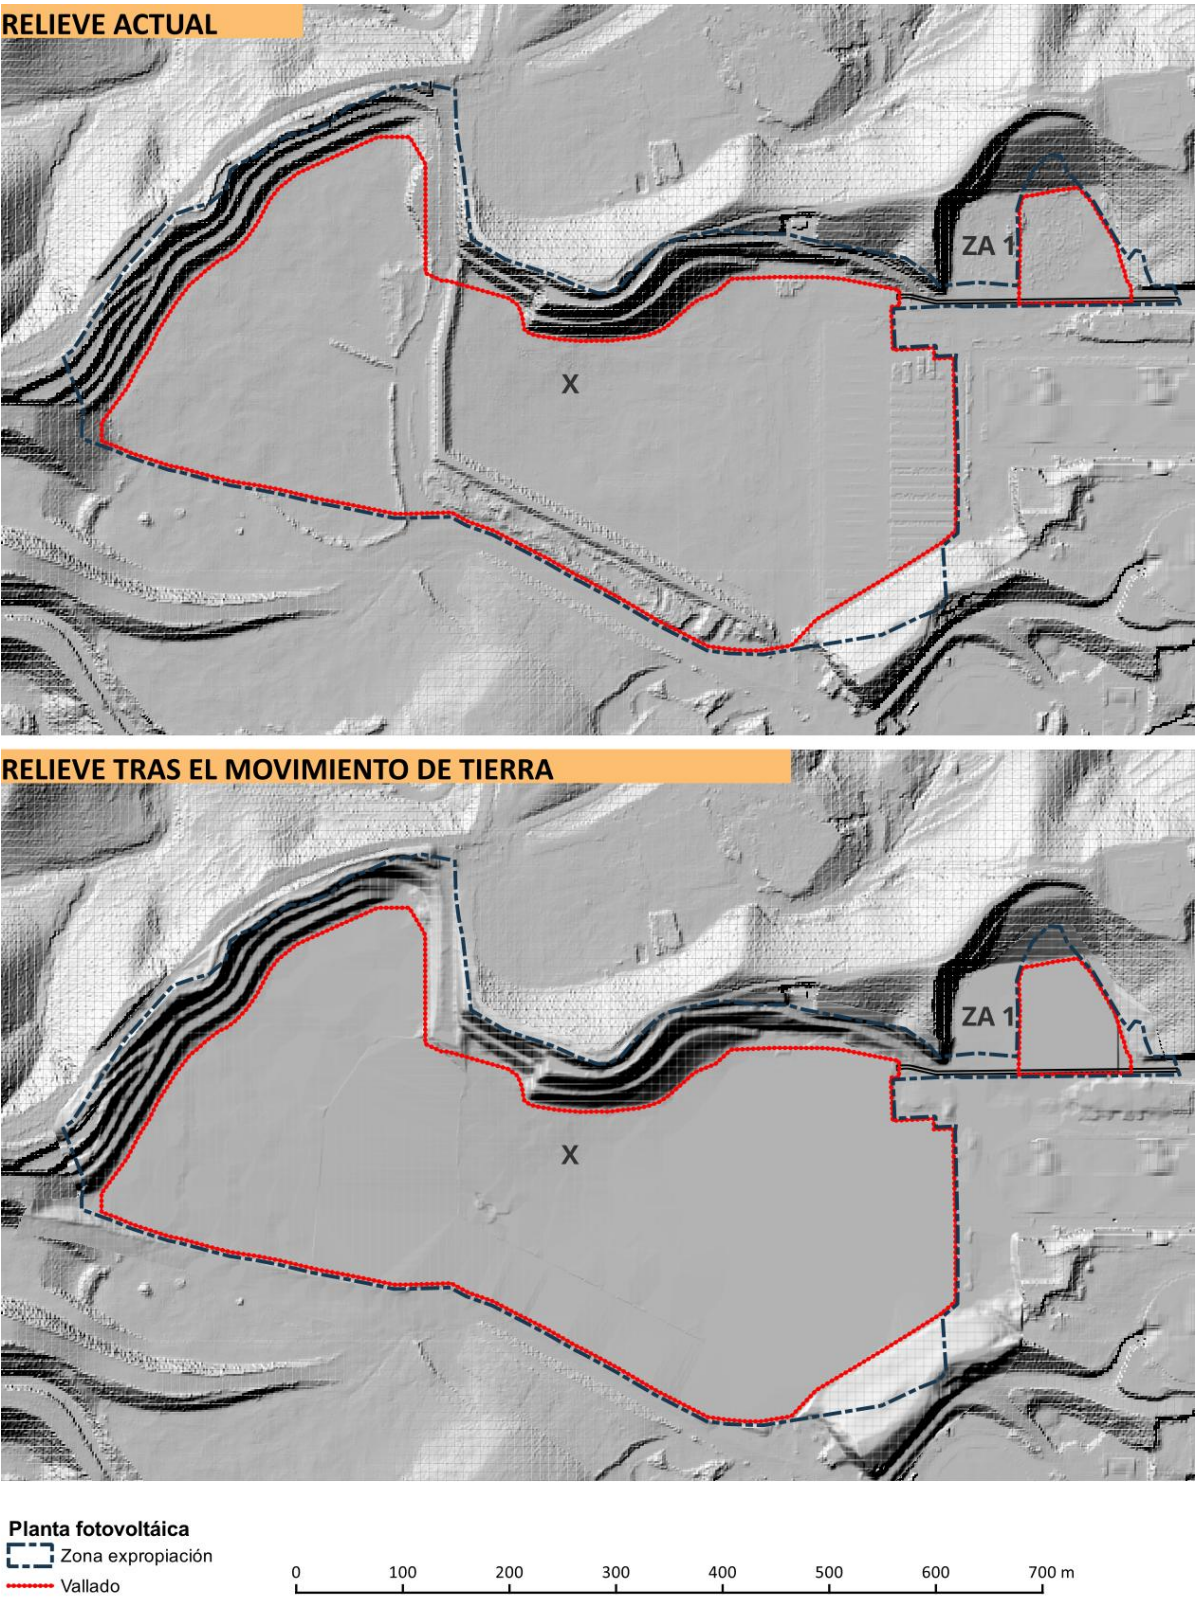 RELIEVE ACTUAL
ZA 1
X
RELIEVE TRAS EL MOVIMIENTO DE TIERRA
ZA 1
X
Planta fotovoltáica
Zona expropiación
Vallado
0 100 200 300 400 500 600 700 m